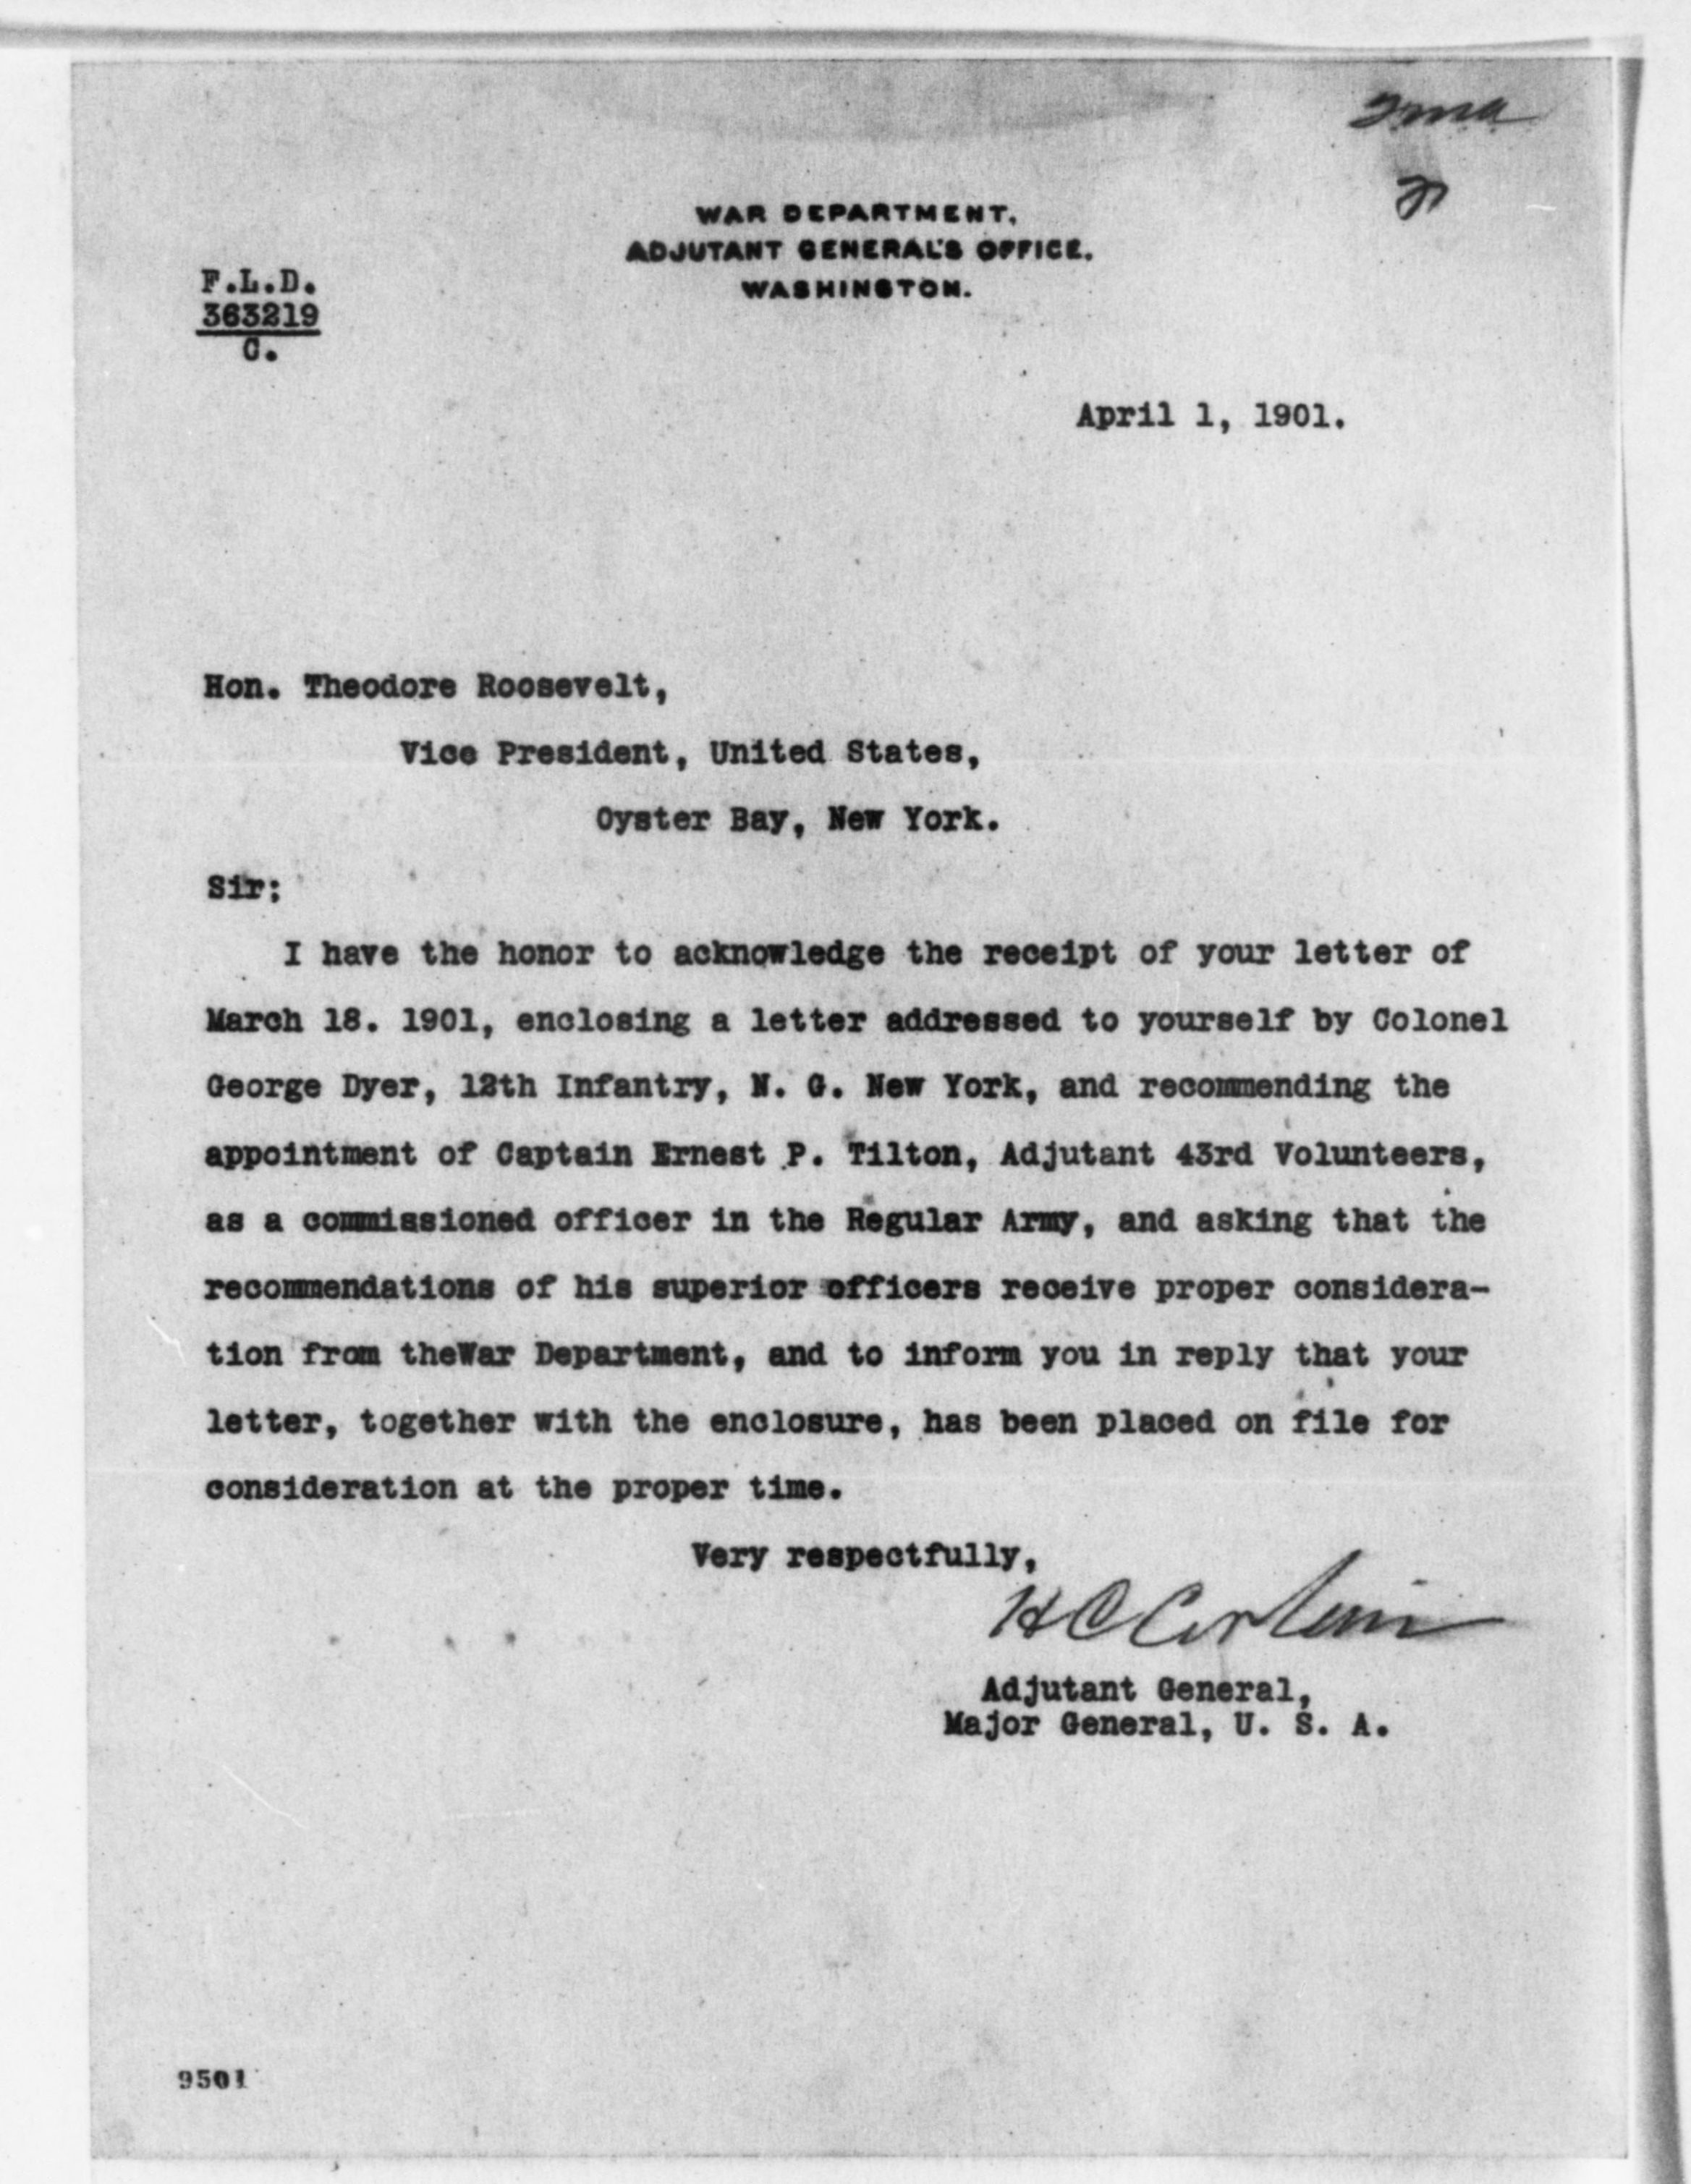 WAR DEPARTMENT,
ADJUTANT GENERAL'S OFFICE.
WASHINGTON.
F.L.D.
363219
C.
April 1, 1901.
Hon. Theodore Roosevelt,
Vice President, United States,
Oyster Bay, New York.
Sir:
I have the honor to acknowledge the receipt of your letter of
March 18. 1901, enclosing a letter addressed to yourself by Colonel
George Dyer, 12th Infantry, N. G. New York, and recommending the
appointment of Captain Ernest P. Tilton, Adjutant 43rd Volunteers,
as a commissioned officer in the Regular Army, and asking that the
recommendations of his superior officers receive proper considera-
tion from theWar Department, and to inform you in reply that your
letter, together with the enclosure, has been placed on file for
consideration at the proper time.
Very respectfully,
H C Corbin
Adjutant General,
Major General, U. S. A.
9501